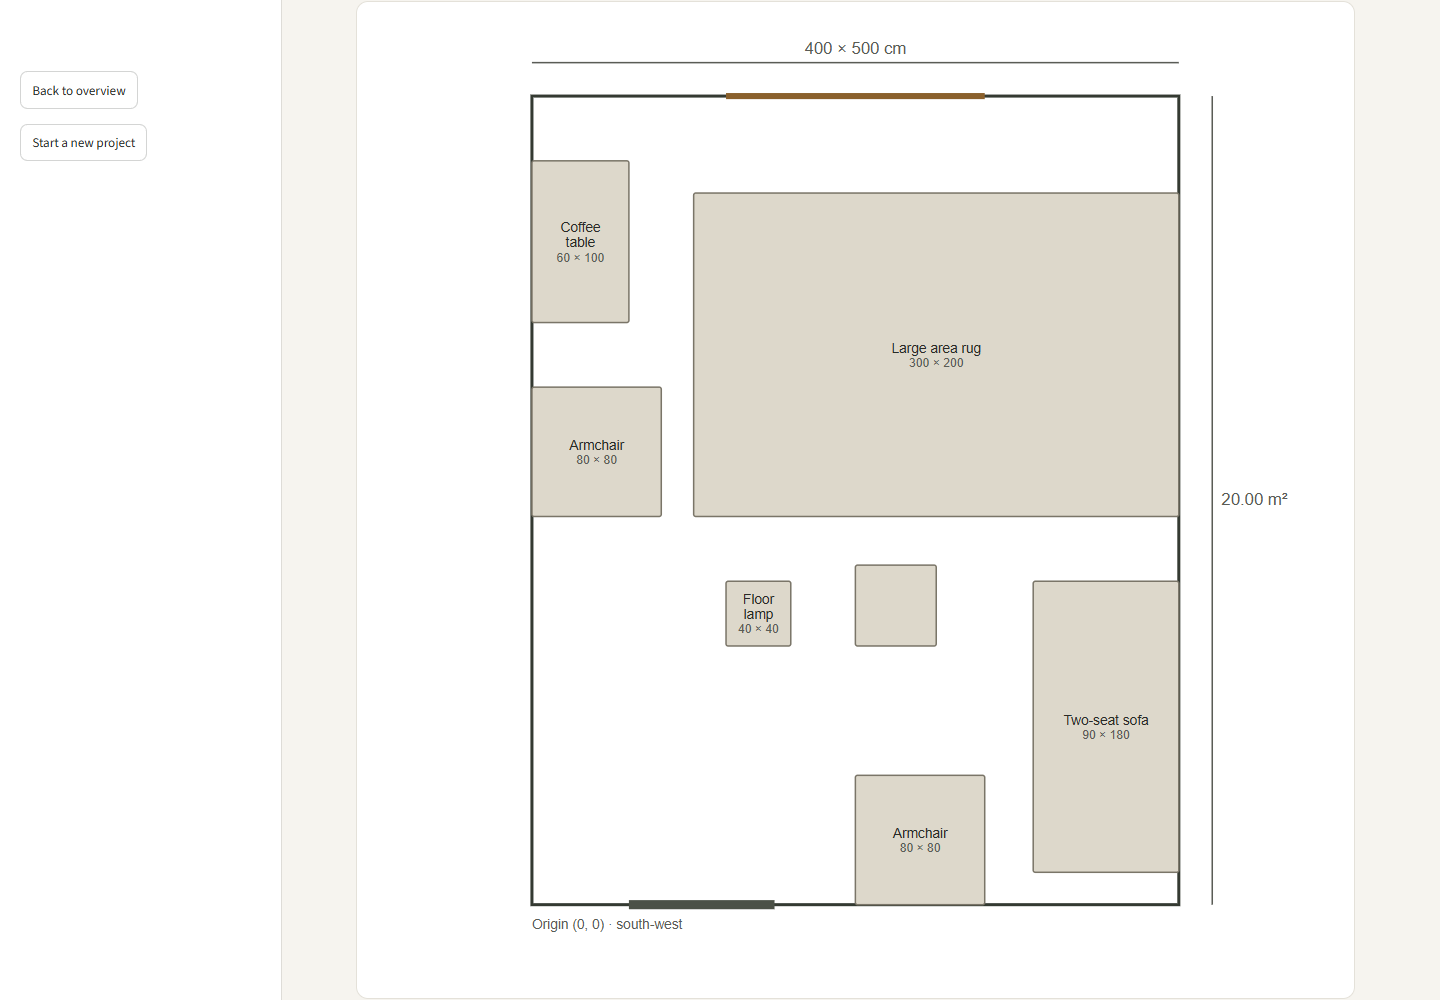 Back to overview
Start a new project
400 × 500 cm
Coffee
table
60 × 100
Large area rug
300 × 200
Armchair
80 × 80
20.00 m²
Floor
lamp
40 × 40
Two-seat sofa
90 × 180
Armchair
80 × 80
Origin (0, 0) · south-west